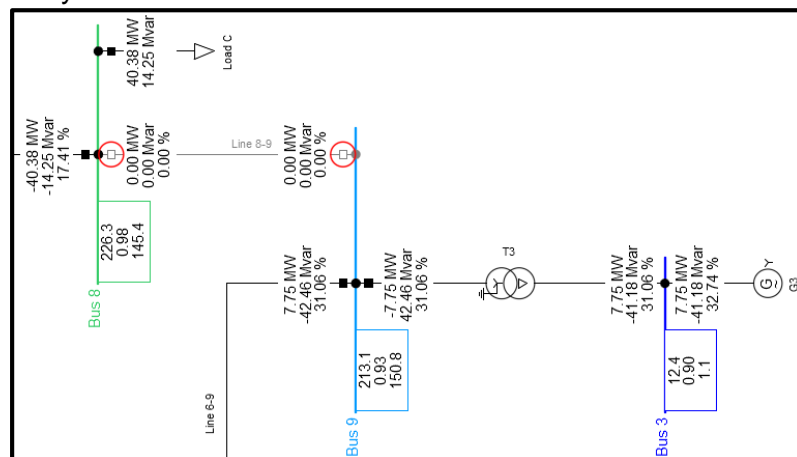 40.38 MW
14.25 Mvar
Load C
-40.38 MW
-14.25 Mvar
17.41 %
0.00 MW
0.00 Mvar
0.00 %
Line 8-9
0.00 MW
0.00 Mvar
0.00 %
226.3
0.98
145.4
Bus 8
7.75 MW
-42.46 Mvar
31.06 %
-7.75 MW
42.46 Mvar
31.06 %
T3
Y
7.75 MW
-41.18 Mvar
31.06 %
7.75 MW
-41.18 Mvar
32.74 %
G
~
Y
G3
213.1
0.93
150.8
Bus 9
Line 6-9
12.4
0.90
1.1
Bus 3